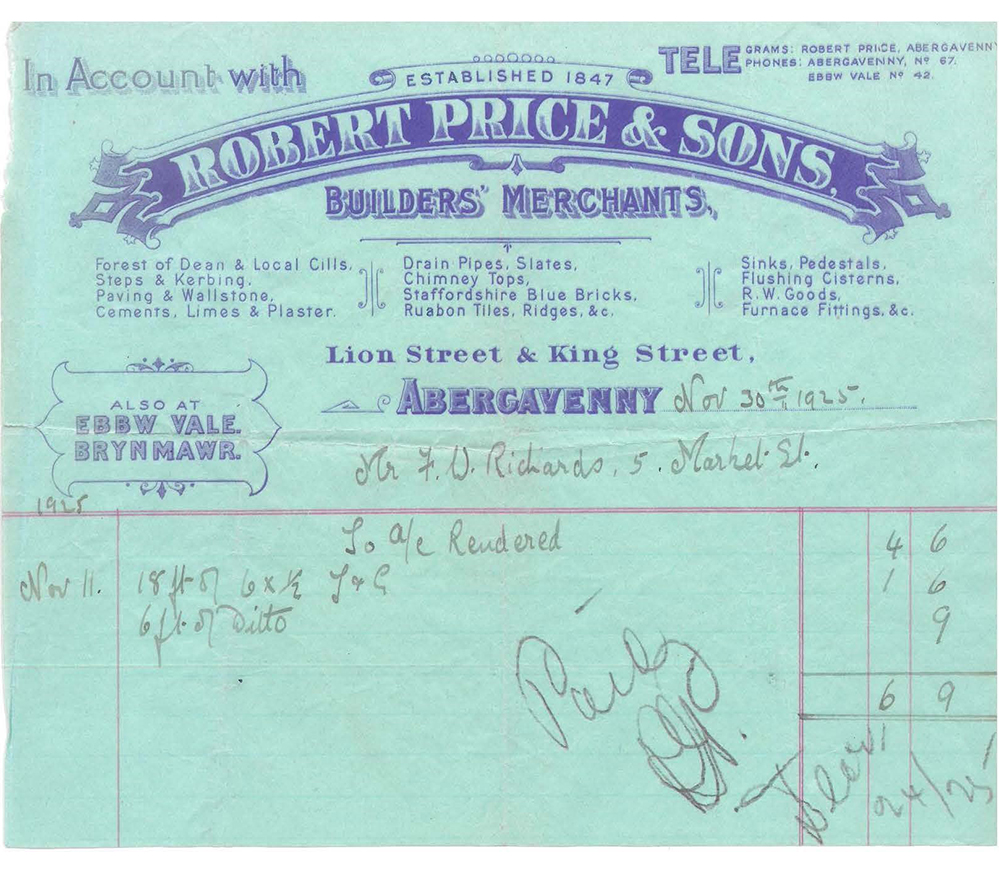 In Account with
ESTABLISHED 1847
TELE GRAMS: ROBERT PRICE, ABERGAVENNY
PHONES: ABERGAVENNY, Nº 67.
EBBW VALE Nº 42.
ROBERT PRICE & SONS.
BUILDERS' MERCHANTS,
Forest of Dean & Local Cills,
Steps & Kerbing.
Paving & Wallstone,
Cements, Limes & Plaster.
Drain Pipes, Slates,
Chimney Tops,
Staffordshire Blue Bricks,
Ruabon Tiles, Ridges, &c.
Sinks, Pedestals,
Flushing Cisterns,
R.W. Goods,
Furnace Fittings, &c.
Lion Street & King Street,
ABERGAVENNY Nov 30th 1925.
ALSO AT
EBBW VALE.
BRYNMAWR.
Mr F. W. Richards, 5. Market St.
1925
To a/c Rendered 4 6
Nov 11. 18 ft of 6 x ½ T & G 1 6
6 ft of Ditto 9
6 9
Paid
24/25